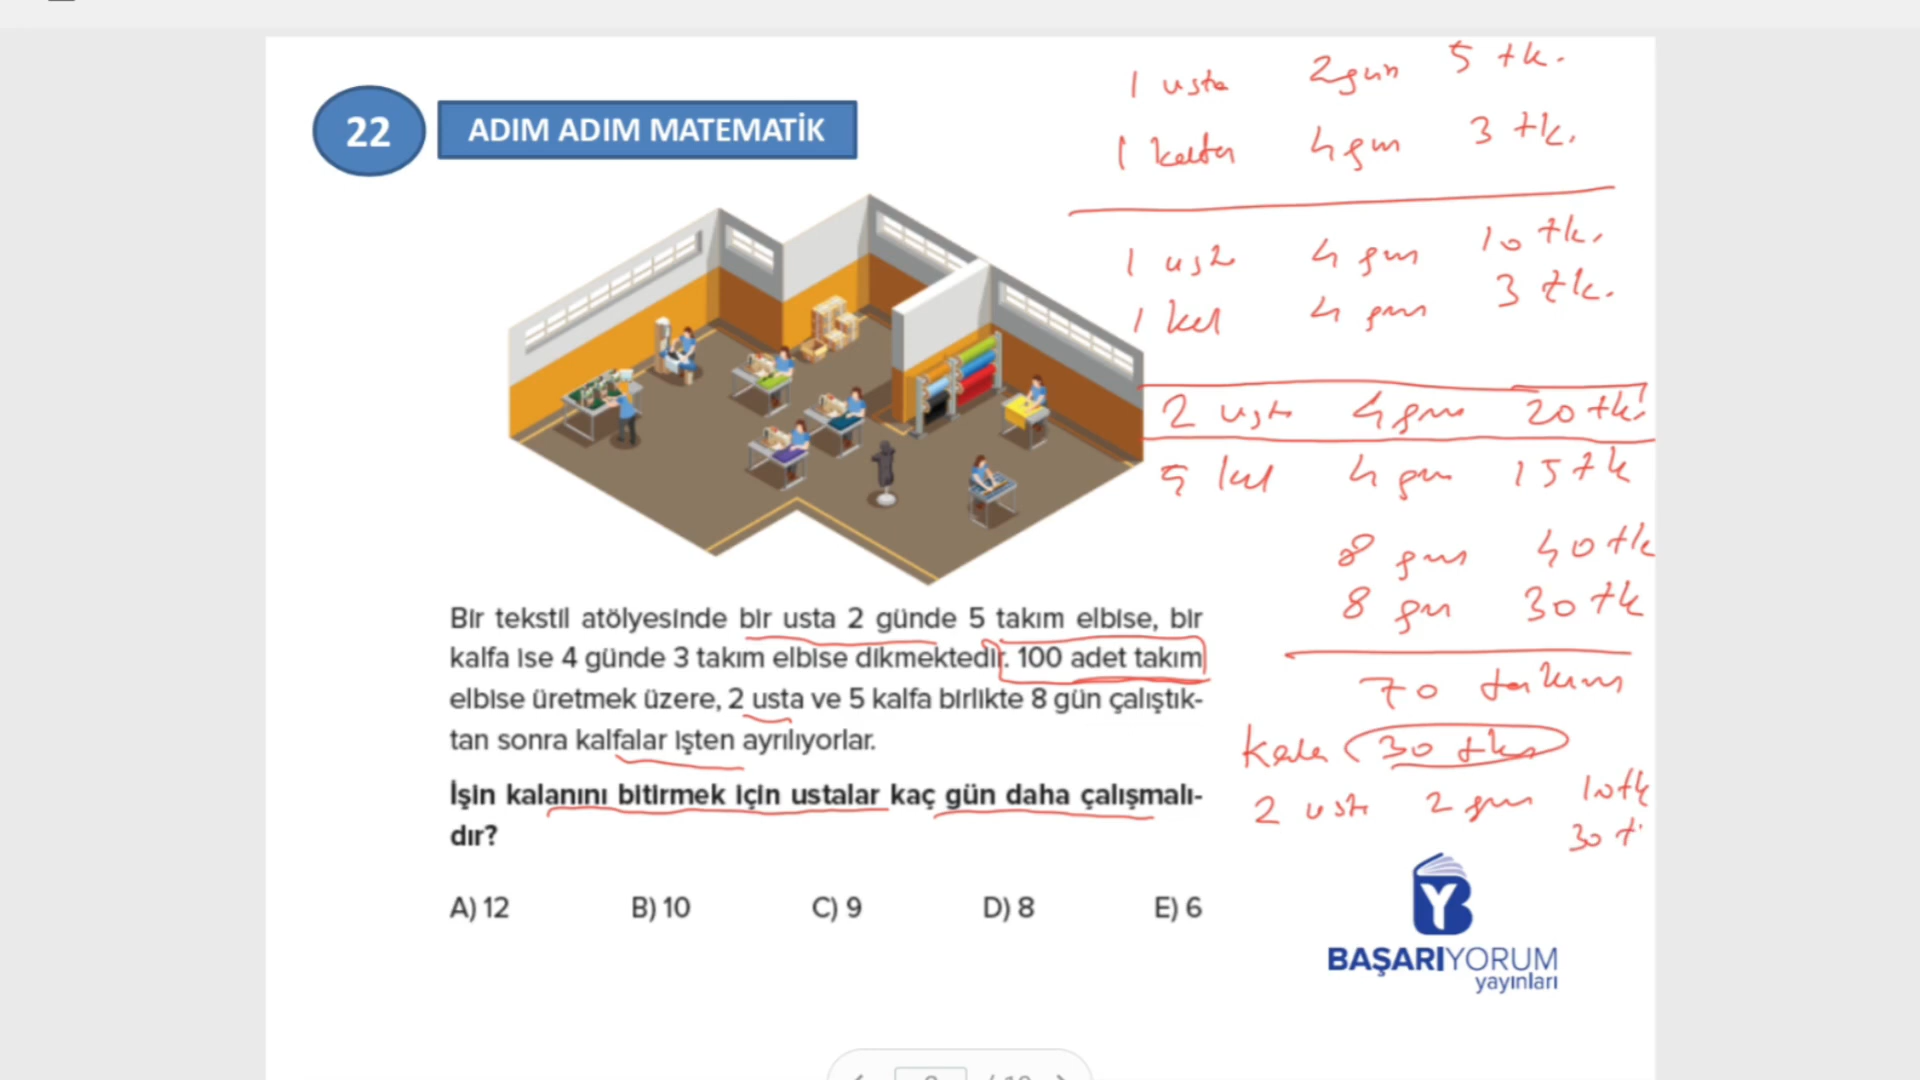 22
ADIM ADIM MATEMATİK
1 usta 2 gün 5 tk.
1 kalfa 4 gün 3 tk.
1 ust 4 gün 10 tk.
1 kal 4 gün 3 tk.
2 ust 4 gün 20 tk.
5 kal 4 gün 15 tk
8 gün 40 tk
8 gün 30 tk
70 takım
Kala 30 tk
2 ust 2 gün 10 tk
30 t
Bir tekstil atölyesinde bir usta 2 günde 5 takım elbise, bir
kalfa ise 4 günde 3 takım elbise dikmektedir. 100 adet takım
elbise üretmek üzere, 2 usta ve 5 kalfa birlikte 8 gün çalıştık-
tan sonra kalfalar işten ayrılıyorlar.
İşin kalanını bitirmek için ustalar kaç gün daha çalışmalı-
dır?
A) 12 B) 10 C) 9 D) 8 E) 6
BAŞARIYORUM
yayınları